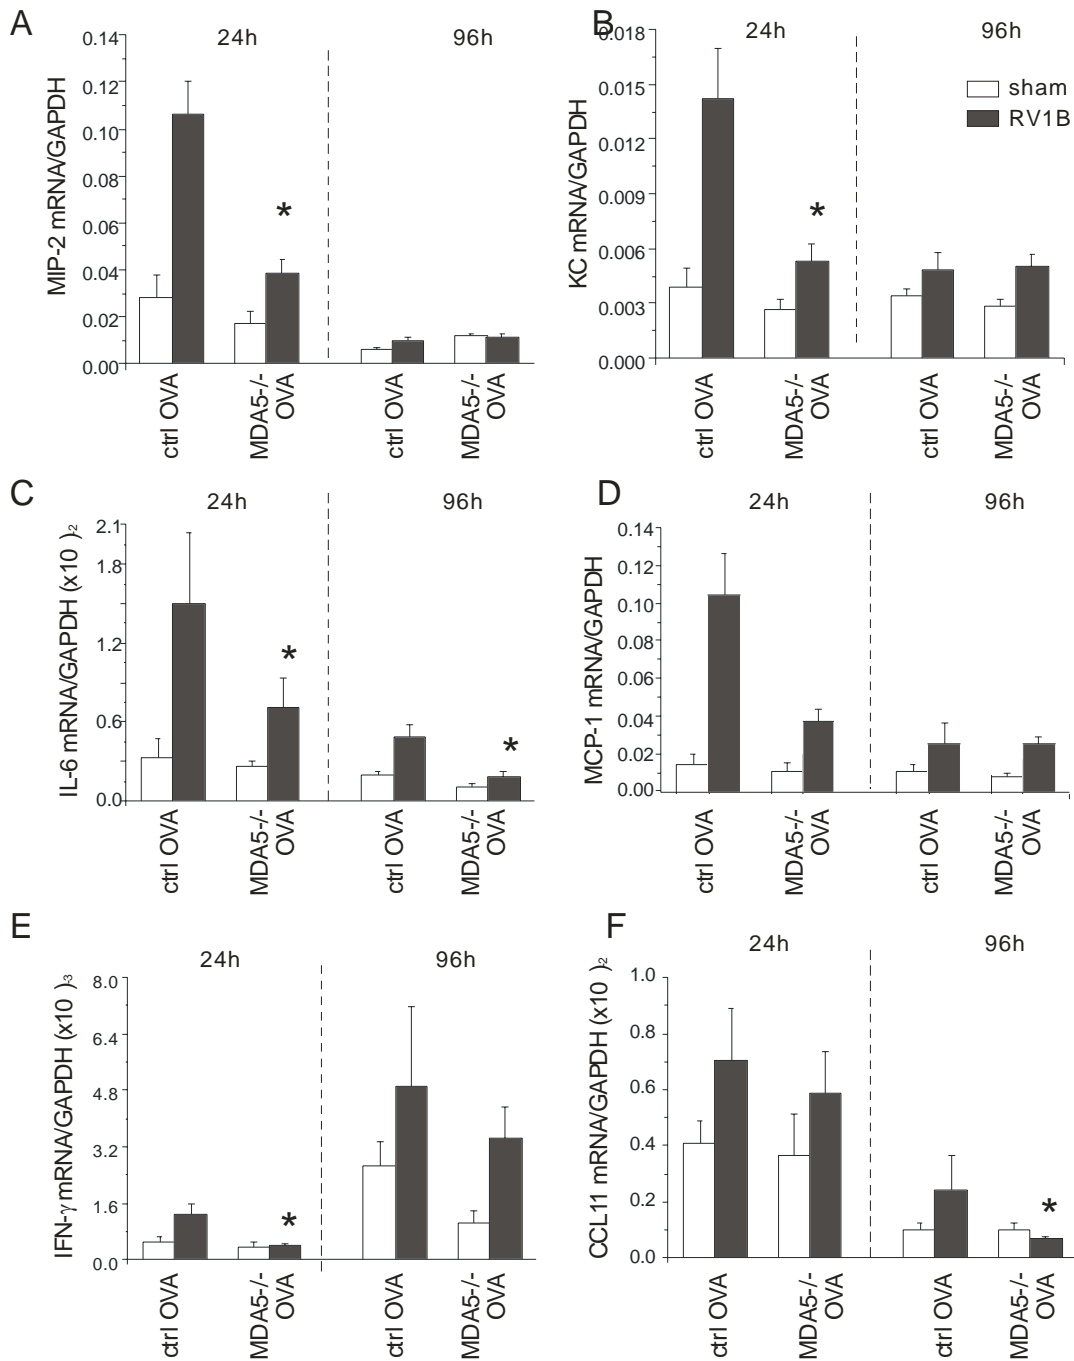 A
24h
96h
MIP-2 mRNA/GAPDH
0.14
0.12
0.10
0.08
0.06
0.04
0.02
0.00
*
ctrl OVA
MDA5-/-
OVA
ctrl OVA
MDA5-/-
OVA
B
24h
96h
KC mRNA/GAPDH
0.018
0.015
0.012
0.009
0.006
0.003
0.000
sham
RV1B
*
ctrl OVA
MDA5-/-
OVA
ctrl OVA
MDA5-/-
OVA
C
24h
96h
IL-6 mRNA/GAPDH (x10 )-2
2.1
1.8
1.2
0.6
0.0
*
*
ctrl OVA
MDA5-/-
OVA
ctrl OVA
MDA5-/-
OVA
D
24h
96h
MCP-1 mRNA/GAPDH
0.14
0.12
0.10
0.08
0.06
0.04
0.02
0.00
ctrl OVA
MDA5-/-
OVA
ctrl OVA
MDA5-/-
OVA
E
24h
96h
IFN-γ mRNA/GAPDH (x10 )-3
8.0
6.4
4.8
3.2
1.6
0.0
*
ctrl OVA
MDA5-/-
OVA
ctrl OVA
MDA5-/-
OVA
F
24h
96h
CCL11 mRNA/GAPDH (x10 )-2
1.0
0.8
0.6
0.4
0.2
0.0
*
ctrl OVA
MDA5-/-
OVA
ctrl OVA
MDA5-/-
OVA